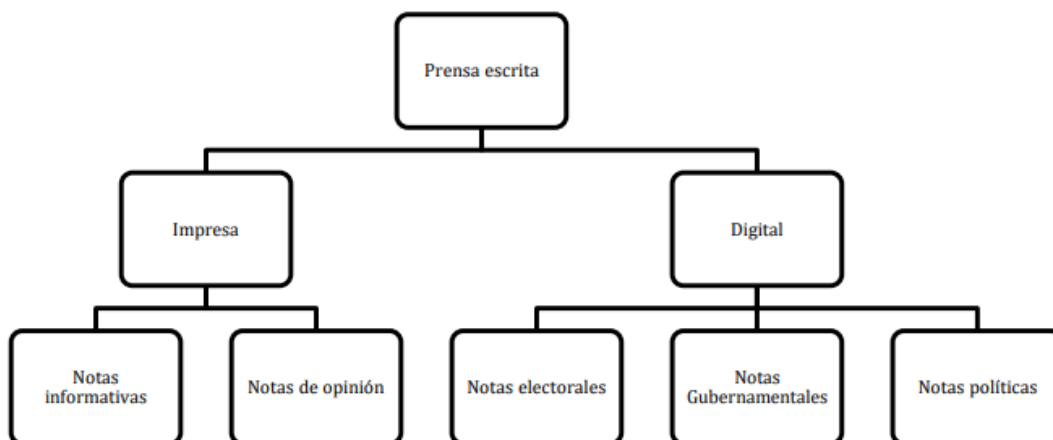 Prensa escrita
Impresa
Digital
Notas
informativas
Notas de opinión
Notas electorales
Notas
Gubernamentales
Notas políticas